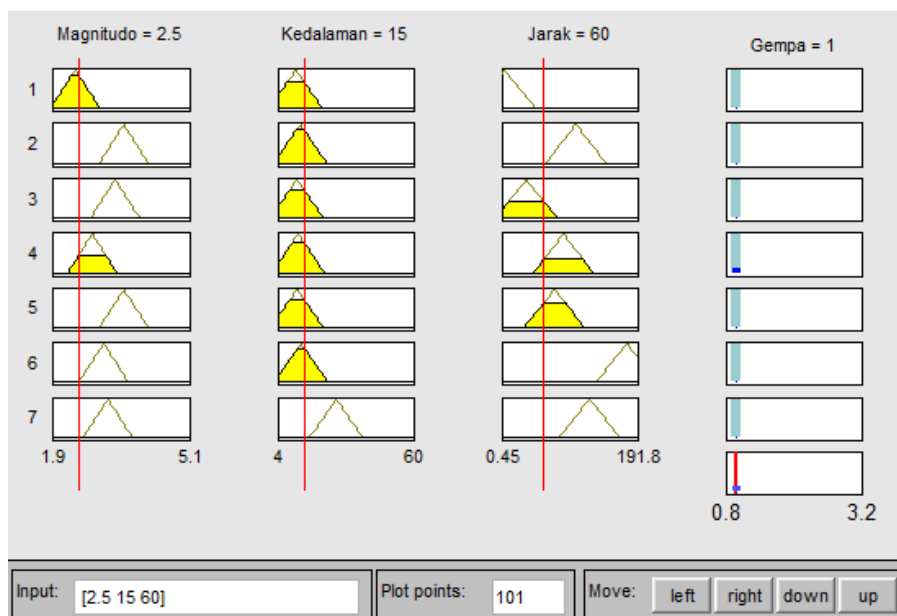 Magnitudo = 2.5 Kedalaman = 15 Jarak = 60 Gempa = 1
1
2
3
4
5
6
7
1.9 5.1 4 60 0.45 191.8
0.8 3.2
Input: [2.5 15 60] Plot points: 101 Move: left right down up